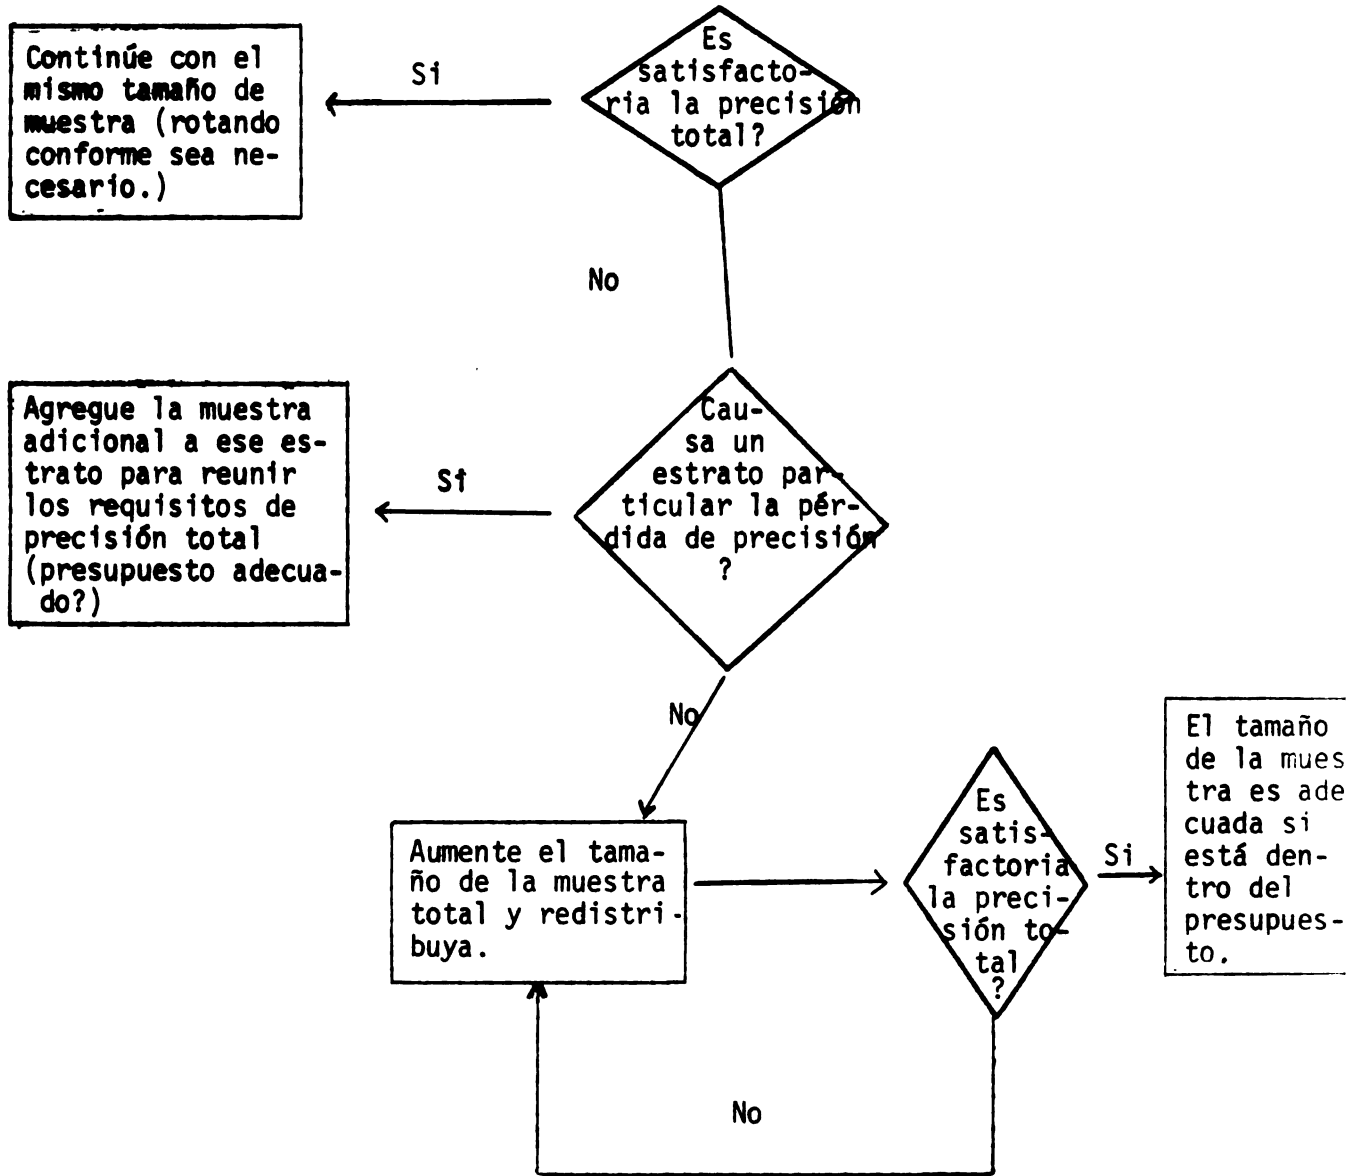 Es
satisfacto-
ria la precisión
total?
Si
Continúe con el
mismo tamaño de
muestra (rotando
conforme sea ne-
cesario.)
No
Cau-
sa un
estrato par-
ticular la pér-
dida de precisión
?
Si
Agregue la muestra
adicional a ese es-
trato para reunir
los requisitos de
precisión total
(presupuesto adecua-
do?)
No
Aumente el tama-
ño de la muestra
total y redistri-
buya.
Es
satis-
factoria
la preci-
sión to-
tal
?
Si
El tamaño
de la mues
tra es ade
cuada si
está den-
tro del
presupues-
to.
No